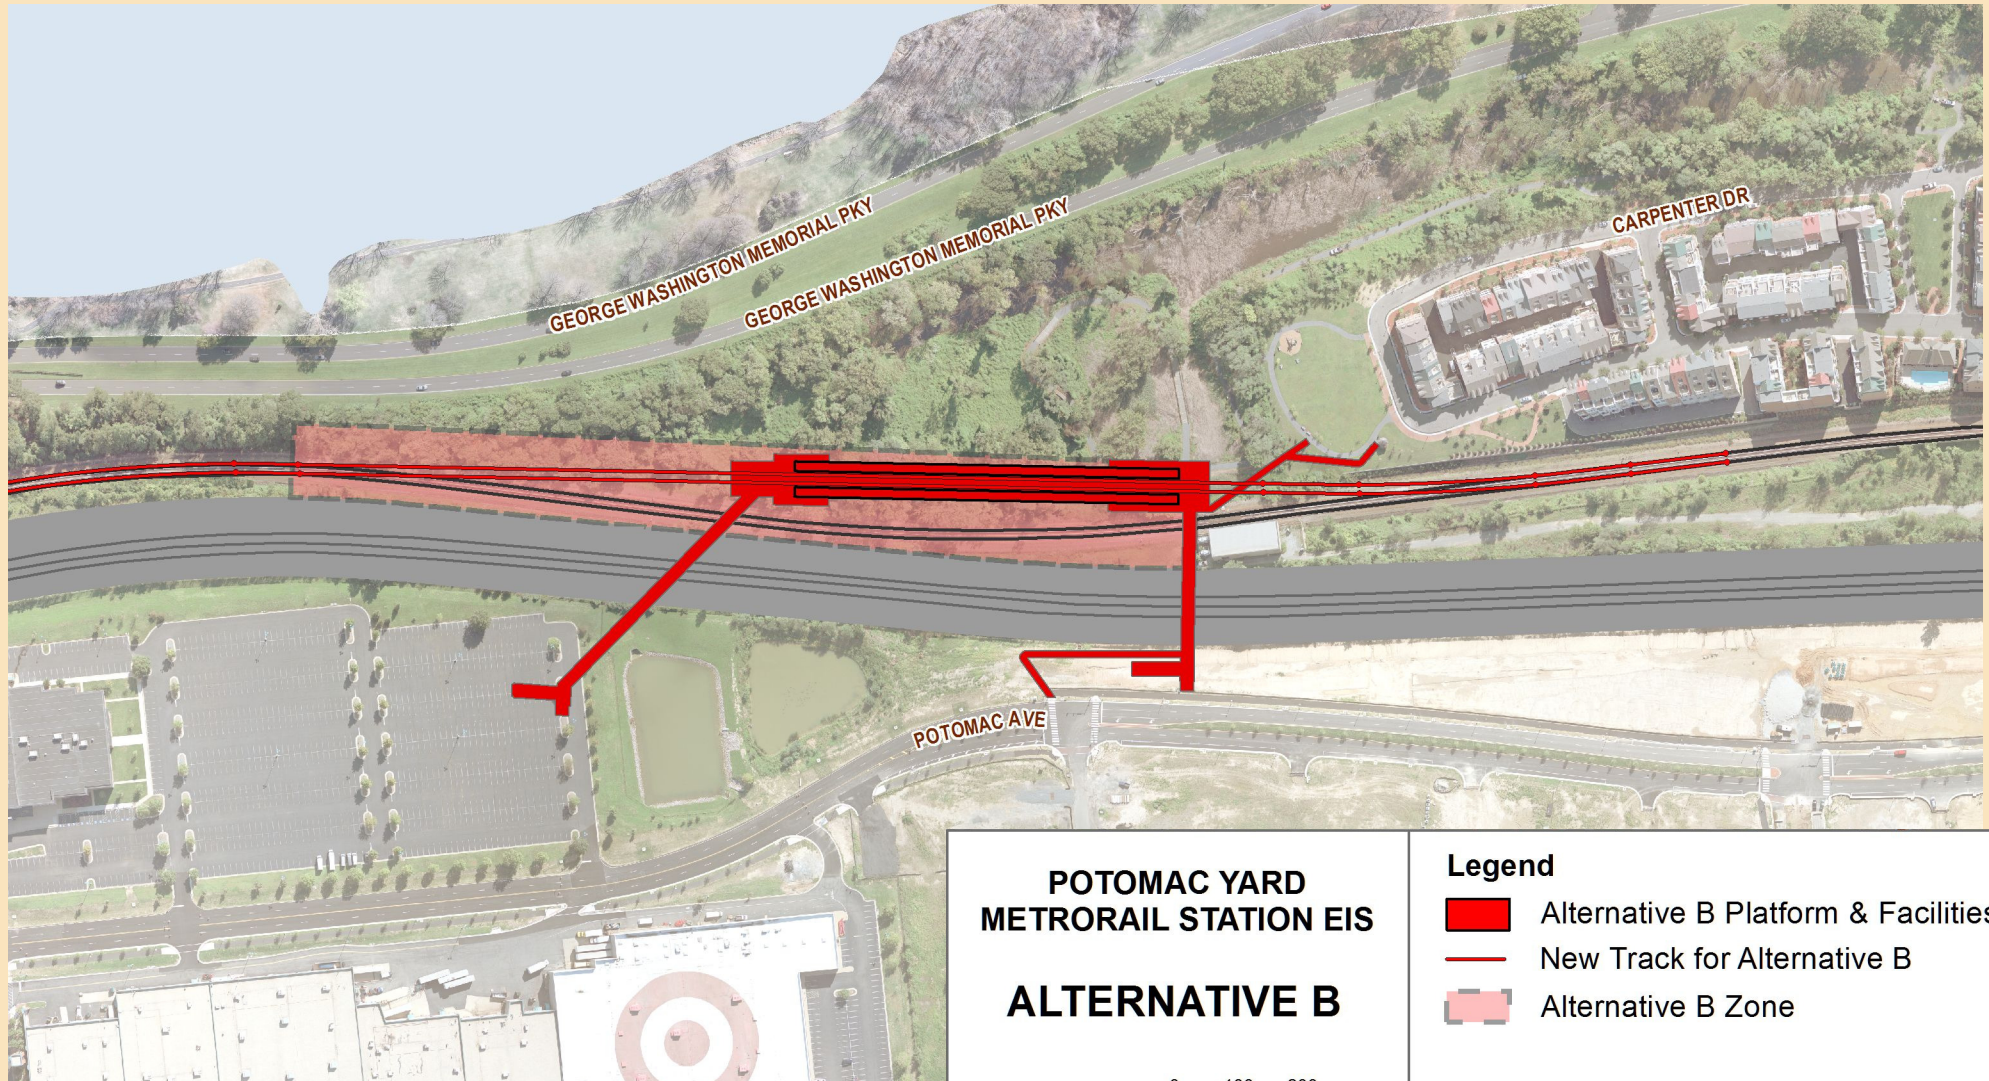 GEORGE WASHINGTON MEMORIAL PKY
GEORGE WASHINGTON MEMORIAL PKY
CARPENTER DR
POTOMAC AVE
POTOMAC YARD
METRORAIL STATION EIS
ALTERNATIVE B
Legend
Alternative B Platform & Facilities
New Track for Alternative B
Alternative B Zone